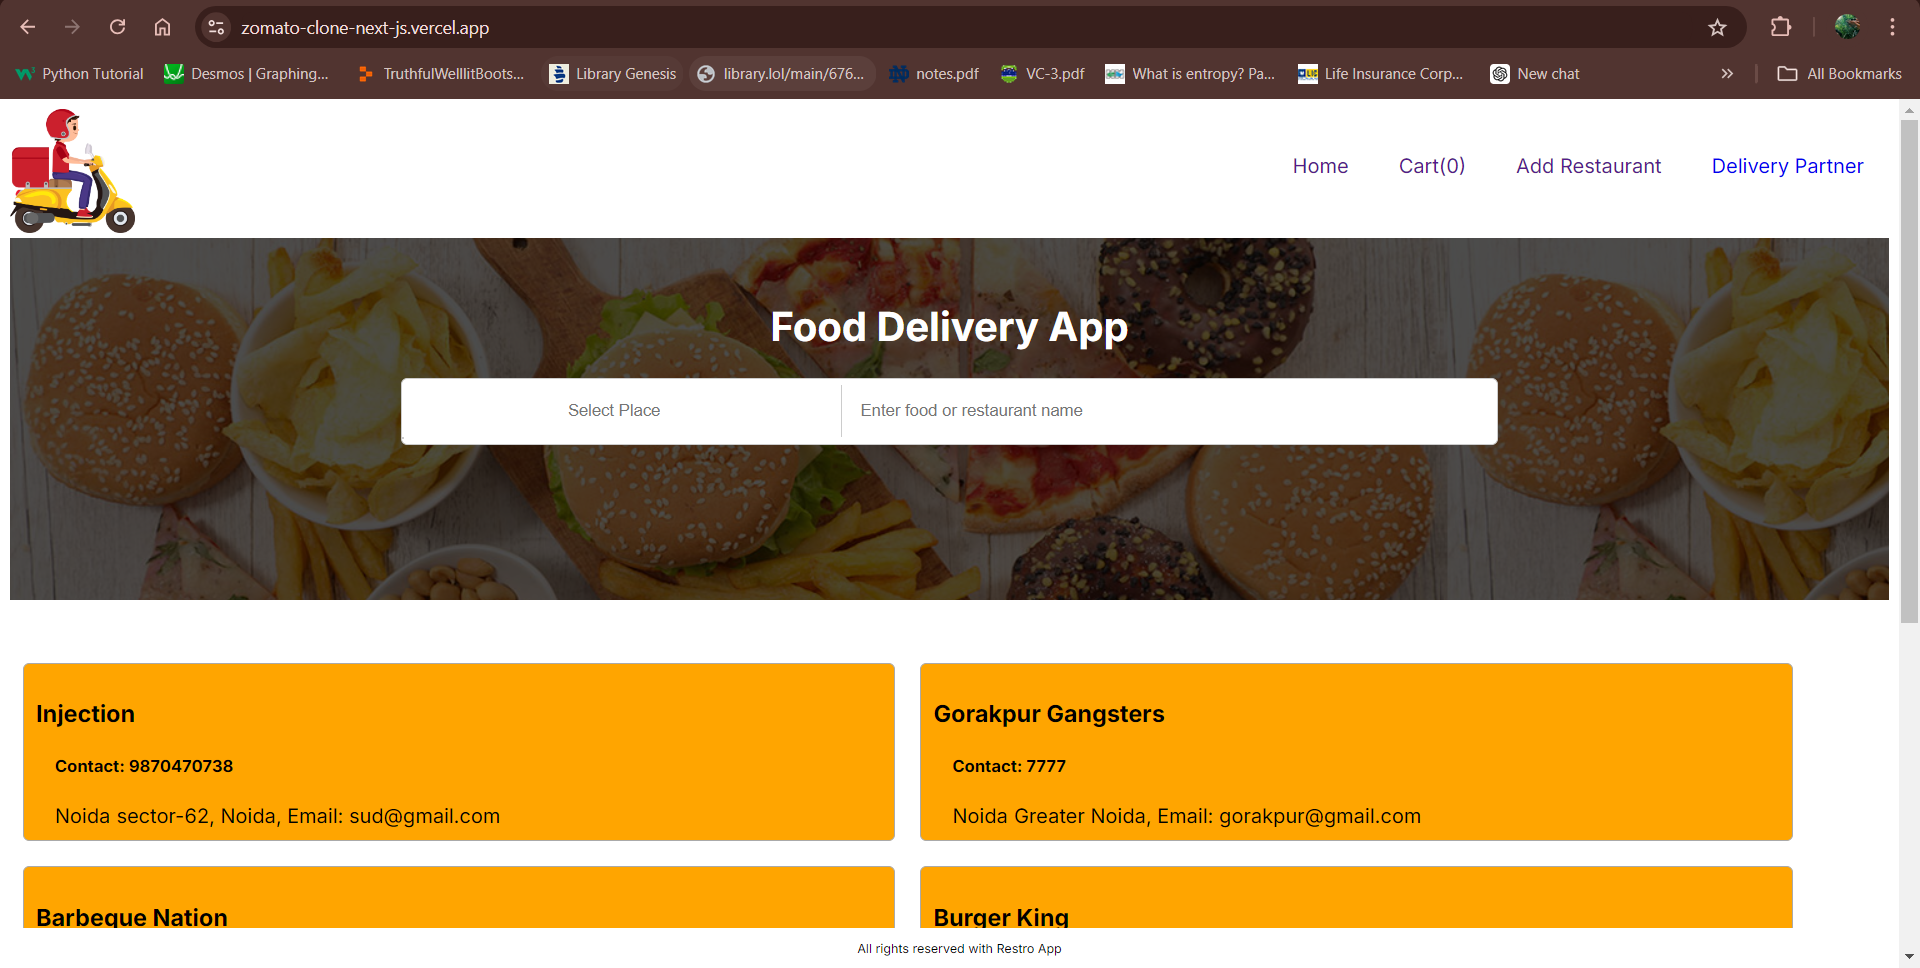 zomato-clone-next-js.vercel.app
Python Tutorial
Desmos | Graphing...
TruthfulWelllitBoots...
Library Genesis
library.lol/main/676...
notes.pdf
VC-3.pdf
What is entropy? Pa...
LIC
Life Insurance Corp...
New chat
All Bookmarks
Home
Cart(0)
Add Restaurant
Delivery Partner
Food Delivery App
Select Place
Enter food or restaurant name
Injection
Contact: 9870470738
Noida sector-62, Noida, Email: sud@gmail.com
Gorakpur Gangsters
Contact: 7777
Noida Greater Noida, Email: gorakpur@gmail.com
Barbeque Nation
Burger King
All rights reserved with Restro App